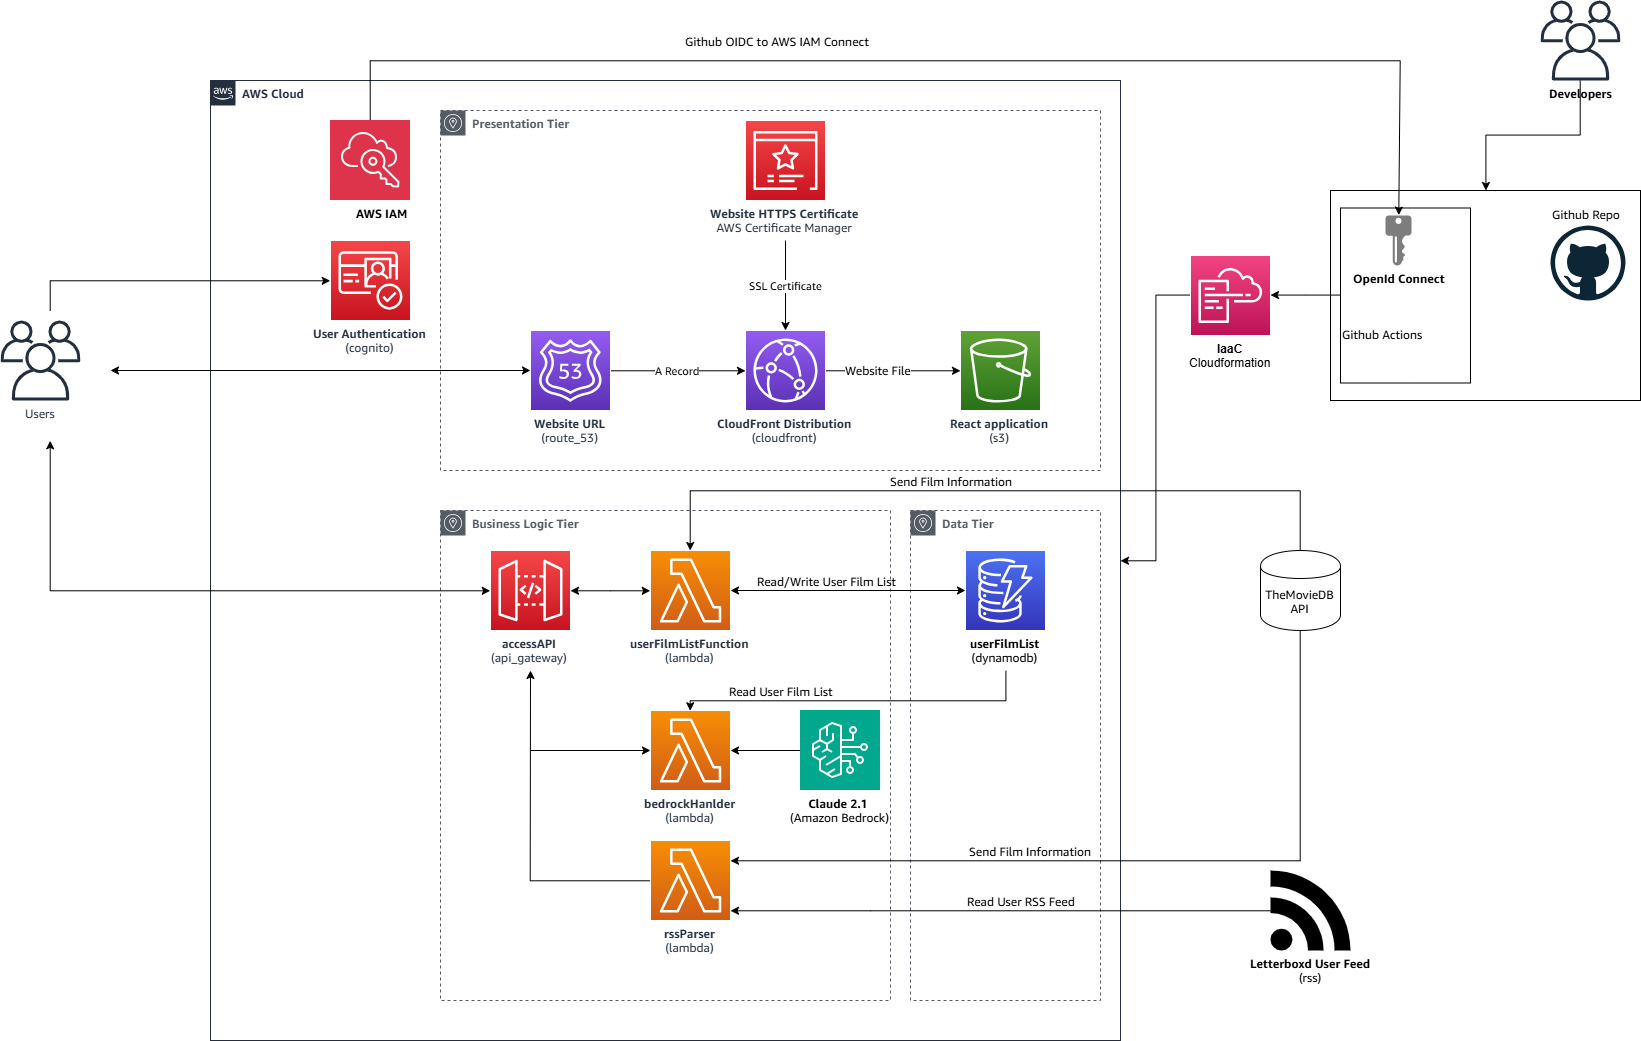 Github OIDC to AWS IAM Connect
Developers
aws
AWS Cloud
Presentation Tier
AWS IAM
Website HTTPS Certificate
AWS Certificate Manager
Github Repo
OpenId Connect
Github Actions
SSL Certificate
User Authentication
(cognito)
IaaC
Cloudformation
Users
53
A Record
Website File
Website URL
(route_53)
CloudFront Distribution
(cloudfront)
React application
(s3)
Send Film Information
Business Logic Tier
Data Tier
Read/Write User Film List
</>
TheMovieDB
API
accessAPI
(api_gateway)
userFilmListFunction
(lambda)
userFilmList
(dynamodb)
Read User Film List
bedrockHanlder
(lambda)
Claude 2.1
(Amazon Bedrock)
Send Film Information
Read User RSS Feed
rssParser
(lambda)
Letterboxd User Feed
(rss)